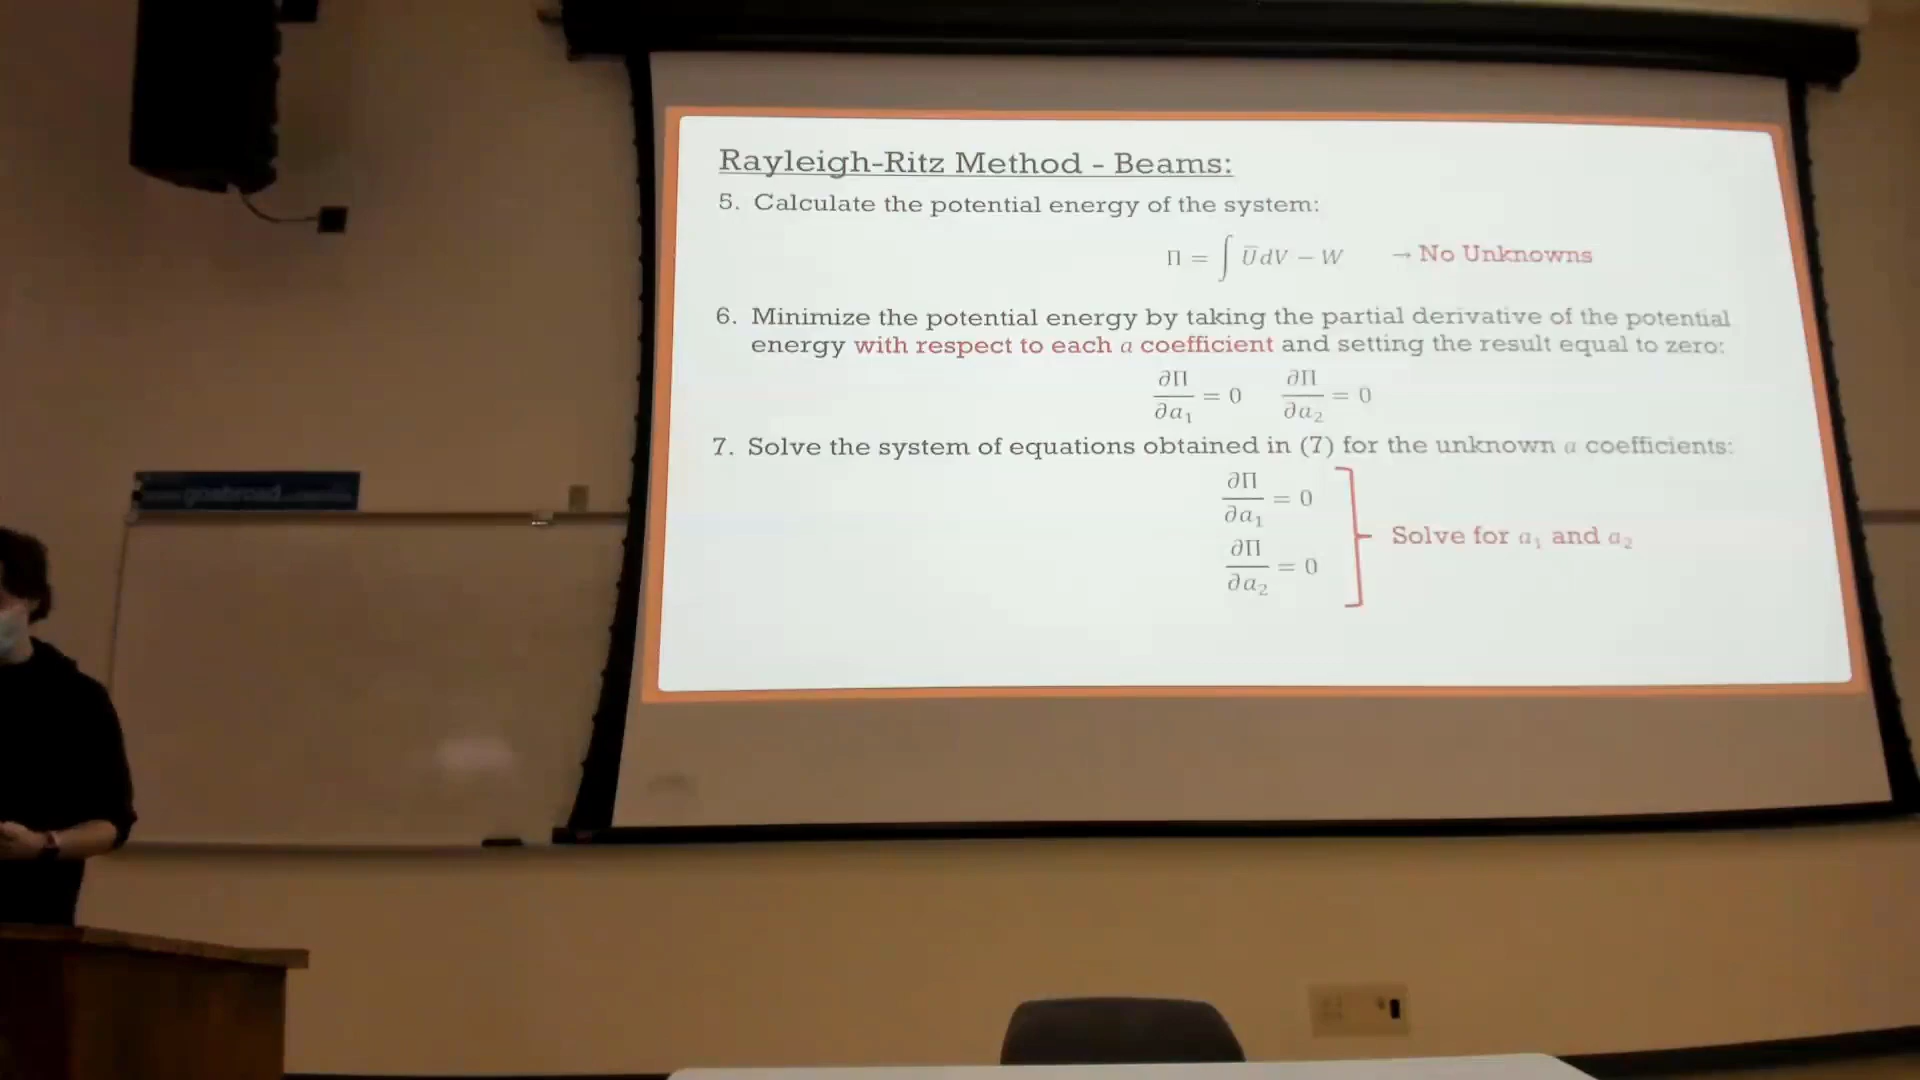 Rayleigh-Ritz Method - Beams:
5. Calculate the potential energy of the system:
Π = ∫ U̅dV − W → No Unknowns
6. Minimize the potential energy by taking the partial derivative of the potential
energy with respect to each a coefficient and setting the result equal to zero:
∂Π/∂a₁ = 0 ∂Π/∂a₂ = 0
7. Solve the system of equations obtained in (7) for the unknown a coefficients:
∂Π/∂a₁ = 0
Solve for a₁ and a₂
∂Π/∂a₂ = 0
goabroad